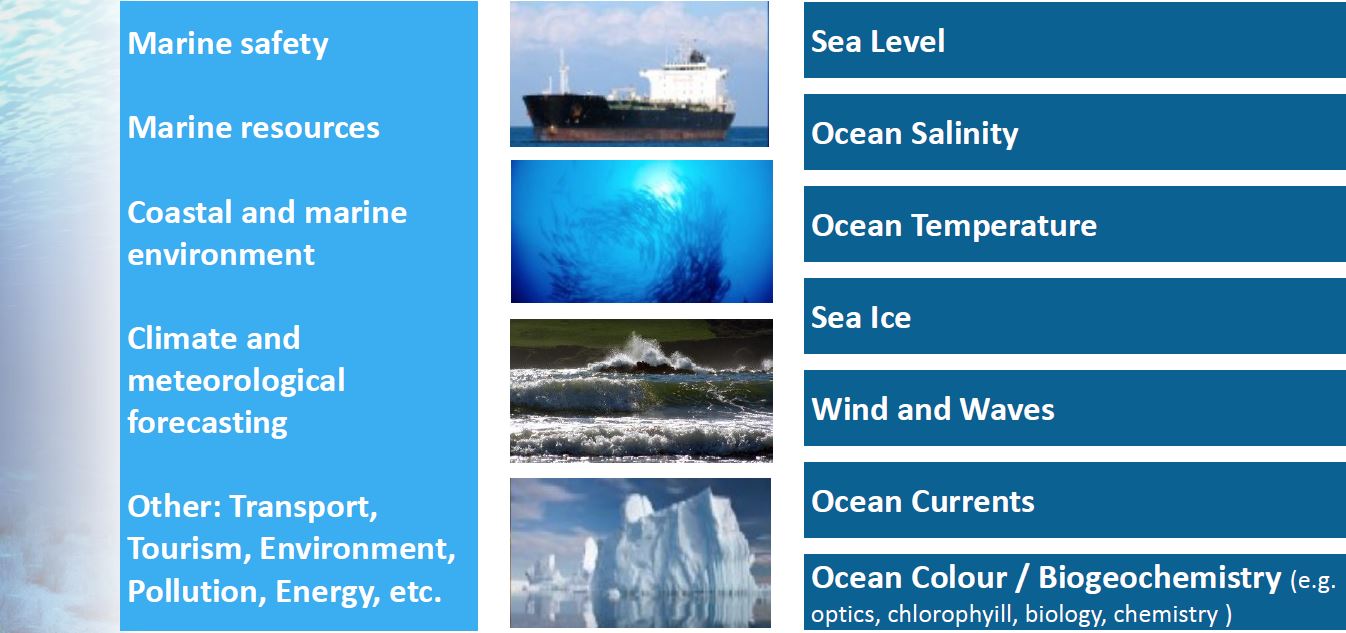 Marine safety
Marine resources
Coastal and marine
environment
Climate and
meteorological
forecasting
Other: Transport,
Tourism, Environment,
Pollution, Energy, etc.
Sea Level
Ocean Salinity
Ocean Temperature
Sea Ice
Wind and Waves
Ocean Currents
Ocean Colour / Biogeochemistry (e.g.
optics, chlorophyill, biology, chemistry )